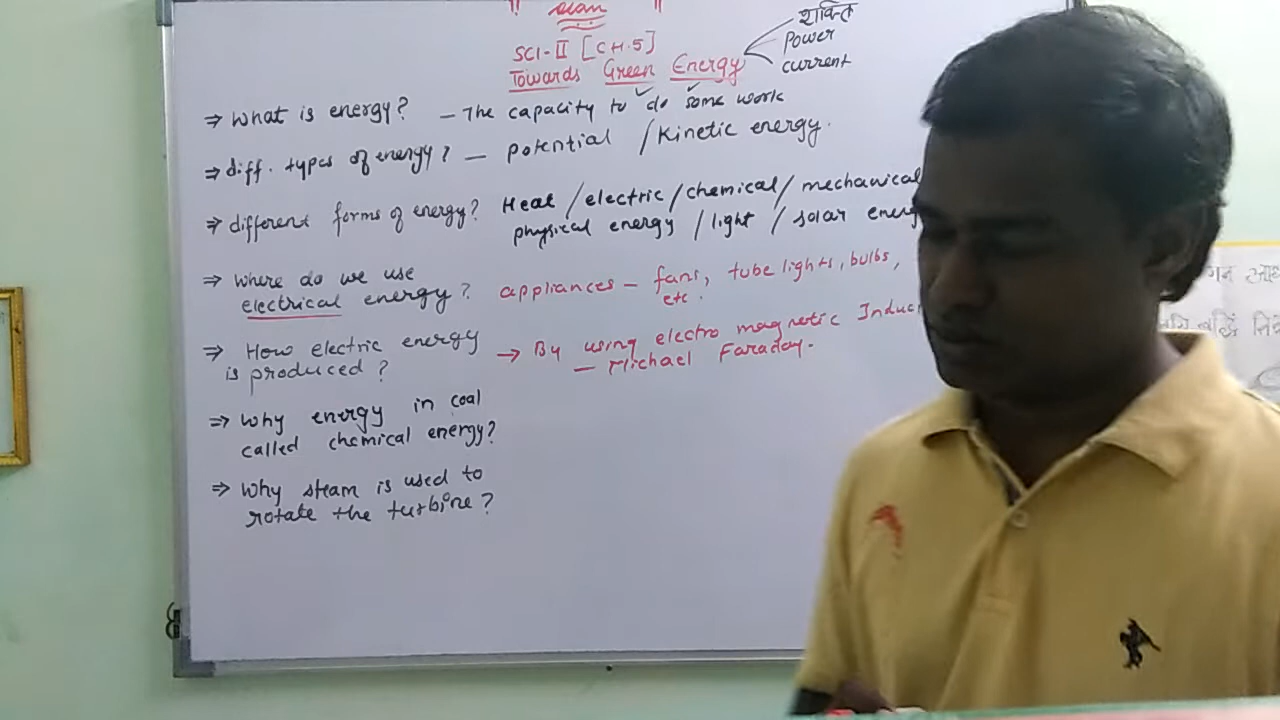 " Scan "
SCI-II [CH.5]
Towards Green Energy
शक्ति
Power
current
⇒ What is energy? – The capacity to do some work
⇒ diff. types of energy? – potential / Kinetic energy.
⇒ different forms of energy? Heat / electric / chemical / mechanical
physical energy / light / solar energy
⇒ where do we use
electrical energy? appliances – fans, tube lights, bulbs,
etc.
⇒ How electric energy
is produced? → By using electro magnetic Induc
– Michael Faraday.
⇒ Why energy in coal
called chemical energy?
⇒ Why steam is used to
rotate the turbine?